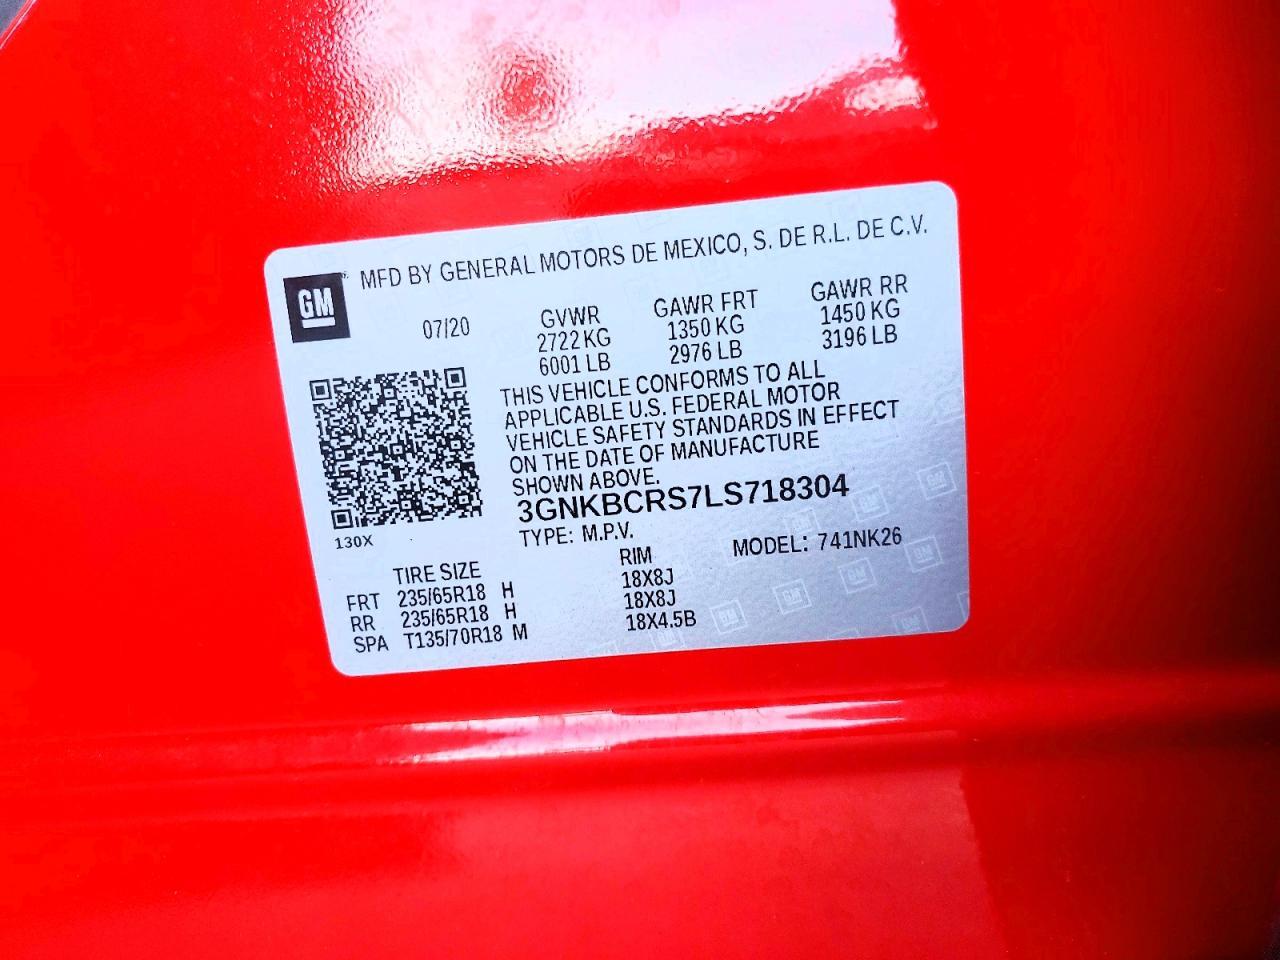 GM
MFD BY GENERAL MOTORS DE MEXICO, S. DE R.L. DE C.V.
07/20 GVWR GAWR FRT GAWR RR
2722 KG 1350 KG 1450 KG
6001 LB 2976 LB 3196 LB
THIS VEHICLE CONFORMS TO ALL
APPLICABLE U.S. FEDERAL MOTOR
VEHICLE SAFETY STANDARDS IN EFFECT
ON THE DATE OF MANUFACTURE
SHOWN ABOVE.
3GNKBCRS7LS718304
130X
TYPE: M.P.V. MODEL: 741NK26
TIRE SIZE RIM
FRT 235/65R18 H 18X8J
RR 235/65R18 H 18X8J
SPA T135/70R18 M 18X4.5B